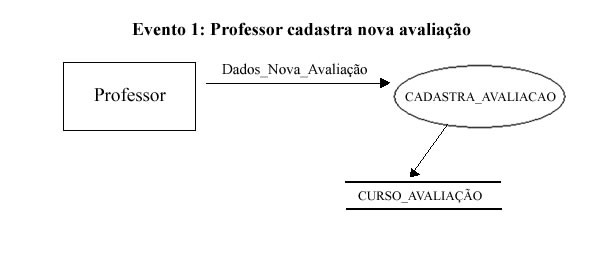 Evento 1: Professor cadastra nova avaliação
Dados_Nova_Avaliação
Professor
CADASTRA_AVALIACAO
CURSO_AVALIAÇÃO